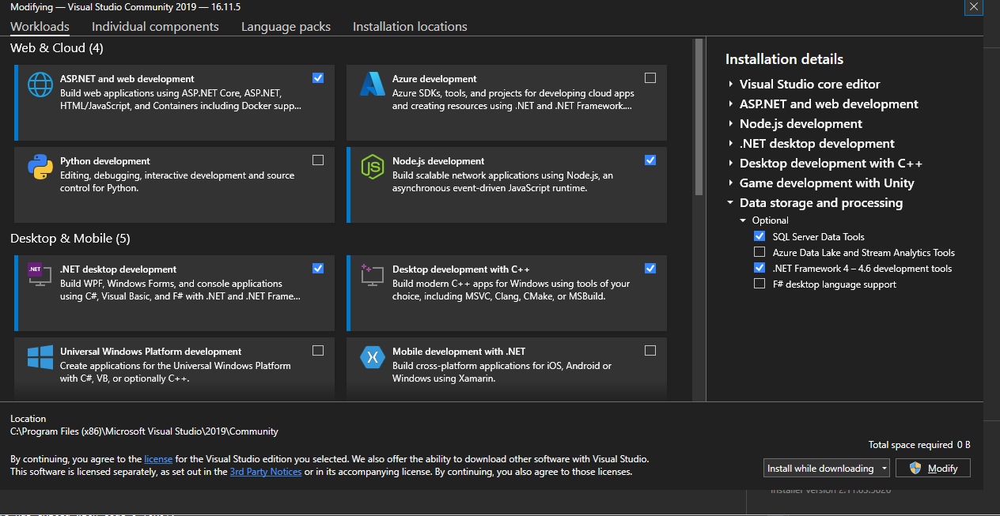 Modifying — Visual Studio Community 2019 — 16.11.5
Workloads Individual components Language packs Installation locations
Web & Cloud (4)
ASP.NET and web development
Build web applications using ASP.NET Core, ASP.NET,
HTML/JavaScript, and Containers including Docker supp...
Azure development
Azure SDKs, tools, and projects for developing cloud apps
and creating resources using .NET and .NET Framework....
Python development
Editing, debugging, interactive development and source
control for Python.
Node.js development
Build scalable network applications using Node.js, an
asynchronous event-driven JavaScript runtime.
Desktop & Mobile (5)
.NET
.NET desktop development
Build WPF, Windows Forms, and console applications
using C#, Visual Basic, and F# with .NET and .NET Frame...
Desktop development with C++
Build modern C++ apps for Windows using tools of your
choice, including MSVC, Clang, CMake, or MSBuild.
Universal Windows Platform development
Create applications for the Universal Windows Platform
with C#, VB, or optionally C++.
Mobile development with .NET
Build cross-platform applications for iOS, Android or
Windows using Xamarin.
Installation details
Visual Studio core editor
ASP.NET and web development
Node.js development
.NET desktop development
Desktop development with C++
Game development with Unity
Data storage and processing
Optional
SQL Server Data Tools
Azure Data Lake and Stream Analytics Tools
.NET Framework 4 – 4.6 development tools
F# desktop language support
Location
C:\Program Files (x86)\Microsoft Visual Studio\2019\Community
Total space required 0 B
By continuing, you agree to the license for the Visual Studio edition you selected. We also offer the ability to download other software with Visual Studio.
This software is licensed separately, as set out in the 3rd Party Notices or in its accompanying license. By continuing, you also agree to those licenses.
Install while downloading
Modify
Installer version